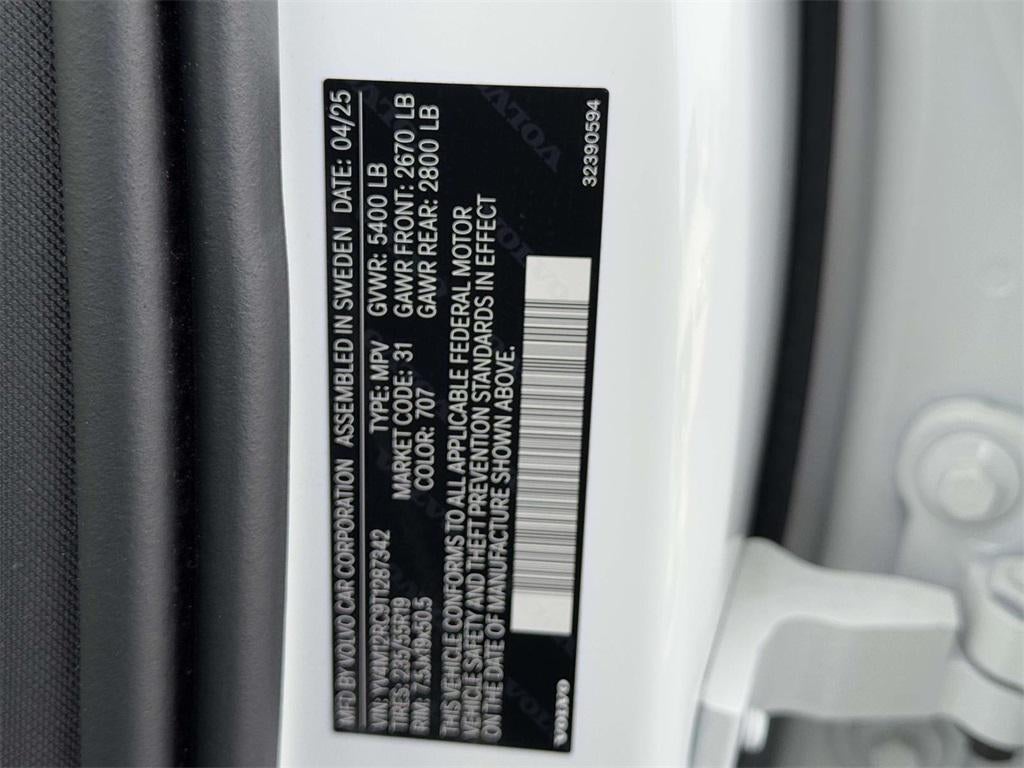 MFD BY VOLVO CAR CORPORATION ASSEMBLED IN SWEDEN DATE: 04/25
VIN: YV4M12RC9T1287342 TYPE: MPV GVWR: 5400 LB
TIRES: 235/55R19 MARKET CODE: 31 GAWR FRONT: 2670 LB
RIM: 7.5Jx19x50.5 COLOR: 707 GAWR REAR: 2800 LB
THIS VEHICLE CONFORMS TO ALL APPLICABLE FEDERAL MOTOR
VEHICLE SAFETY AND THEFT PREVENTION STANDARDS IN EFFECT
ON THE DATE OF MANUFACTURE SHOWN ABOVE.
VOLVO 32390594